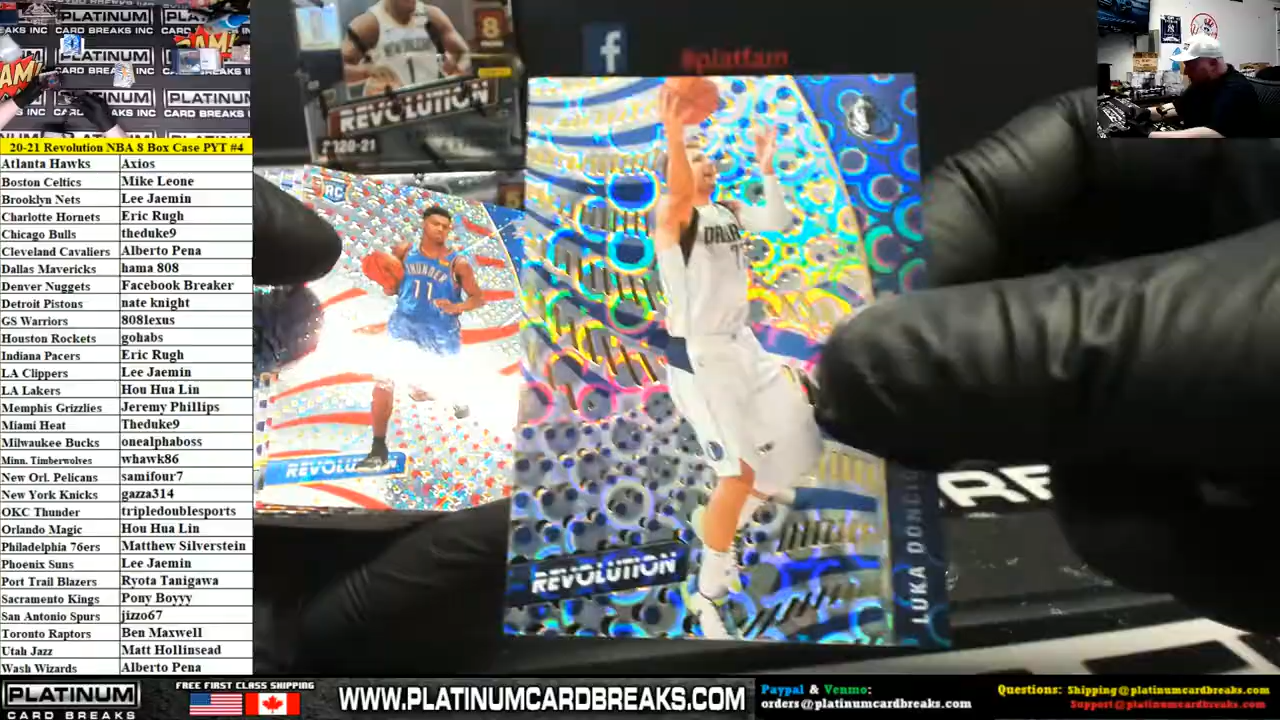 PLATINUM
CARD BREAKS INC
20-21 Revolution NBA 8 Box Case PYT #4
Atlanta Hawks Axios
Boston Celtics Mike Leone
Brooklyn Nets Lee Jaemin
Charlotte Hornets Eric Rugh
Chicago Bulls theduke9
Cleveland Cavaliers Alberto Pena
Dallas Mavericks hama 808
Denver Nuggets Facebook Breaker
Detroit Pistons nate knight
GS Warriors 808lexus
Houston Rockets gohabs
Indiana Pacers Eric Rugh
LA Clippers Lee Jaemin
LA Lakers Hou Hua Lin
Memphis Grizzlies Jeremy Phillips
Miami Heat Theduke9
Milwaukee Bucks onealphaboss
Minn. Timberwolves whawk86
New Orl. Pelicans samifour7
New York Knicks gazza314
OKC Thunder tripledoublesports
Orlando Magic Hou Hua Lin
Philadelphia 76ers Matthew Silverstein
Phoenix Suns Lee Jaemin
Port Trail Blazers Ryota Tanigawa
Sacramento Kings Pony Boyyy
San Antonio Spurs jizzo67
Toronto Raptors Ben Maxwell
Utah Jazz Matt Hollinsead
Wash Wizards Alberto Pena
8
REVOLUTION
2020-21
f
#platfam
RC
THUNDER
11
REVOLUTION
REVOLUTION
LUKA DONCIC
PLATINUM
CARD BREAKS
FREE FIRST CLASS SHIPPING
WWW.PLATINUMCARDBREAKS.COM
Paypal & Venmo:
orders@platinumcardbreaks.com
Questions: Shipping@platinumcardbreaks.com
Support@platinumcardbreaks.com